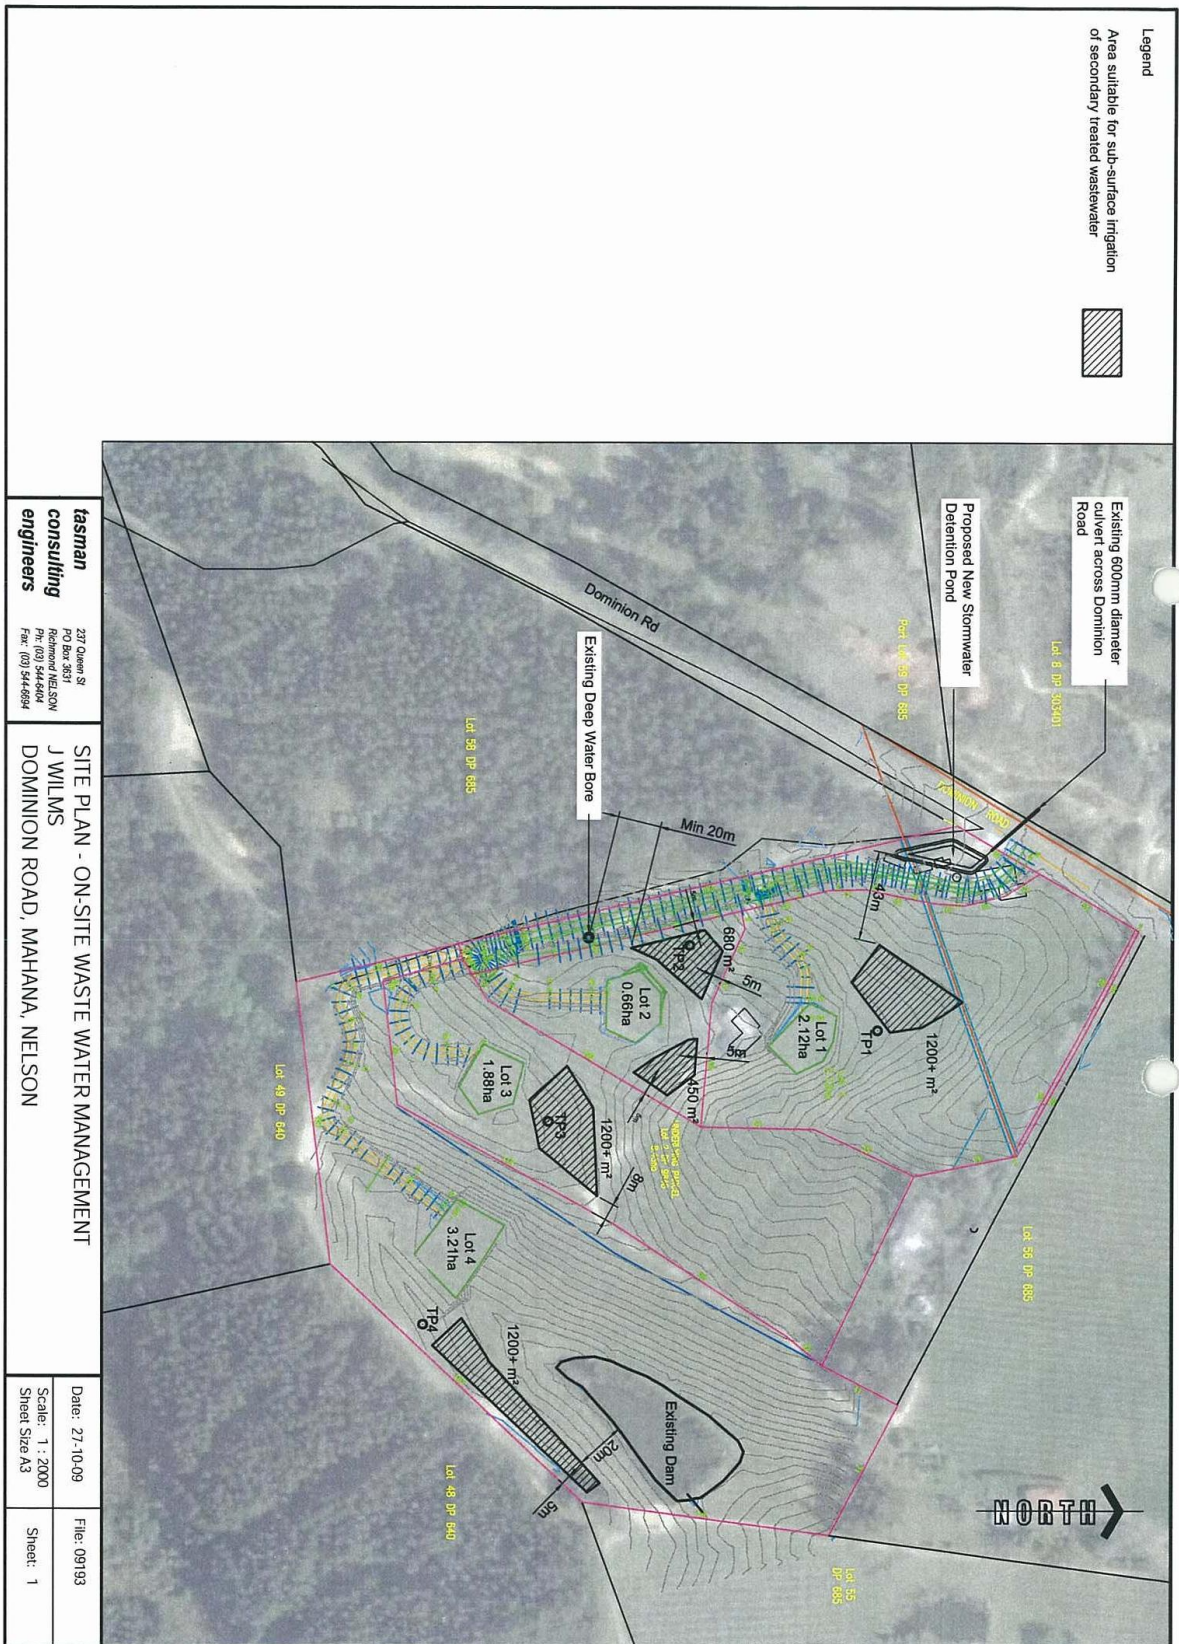 Legend
Area suitable for sub-surface irrigation
of secondary treated wastewater
Existing 600mm diameter
culvert across Dominion
Road
Proposed New Stormwater
Detention Pond
Existing Deep Water Bore
Dominion Rd
DOMINION ROAD
Lot 8 DP 303401
DP 685
Lot 58 DP 685
Lot 56 DP 685
Lot 55
DP 685
Lot 49 DP 640
Lot 48 DP 640
Min 20m
43m
680 m²
TP2
5m
5m
450 m²
5m
Lot 1
2.12ha
TP1
1200+ m²
Lot 2
0.66ha
Lot 3
1.88ha
TP3
1200+ m²
8m
Lot 4
3.21ha
TP4
1200+ m²
20m
5m
Existing Dam
NORTH
tasman
consulting
engineers
237 Queen St
PO Box 3631
Richmond NELSON
Ph: (03) 544-6404
Fax: (03) 544-6694
SITE PLAN - ON-SITE WASTE WATER MANAGEMENT
J WILMS
DOMINION ROAD, MAHANA, NELSON
Date: 27-10-09
File: 09193
Scale: 1 : 2000
Sheet Size A3
Sheet: 1